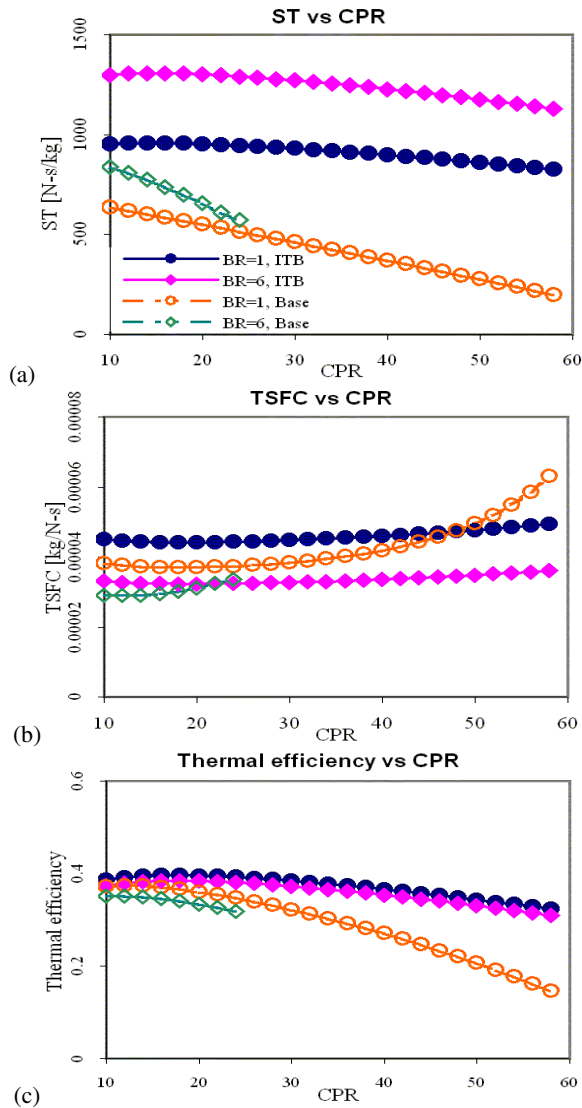 ST vs CPR
1500
1000
500
0
ST [N-s/kg]
BR=1, ITB
BR=6, ITB
BR=1, Base
BR=6, Base
10 20 30 40 50 60
CPR
(a)
TSFC vs CPR
0.00008
0.00006
0.00004
0.00002
0
TSFC [kg/N-s]
10 20 30 40 50 60
CPR
(b)
Thermal efficiency vs CPR
0.6
0.4
0.2
0
Thermal efficiency
10 20 30 40 50 60
CPR
(c)